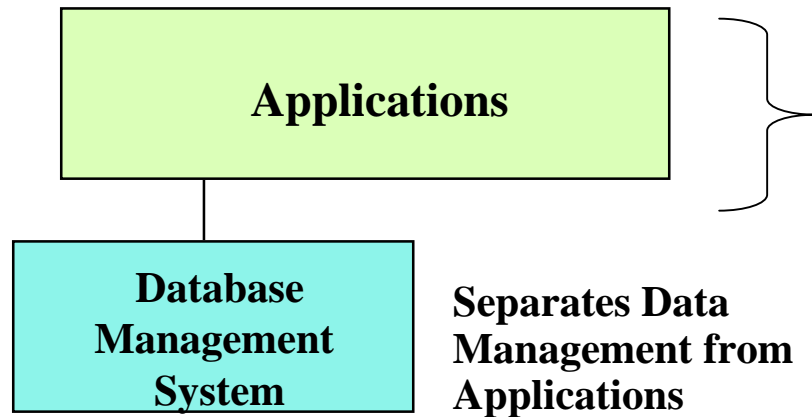 Applications
Database
Management
System
Separates Data
Management from
Applications